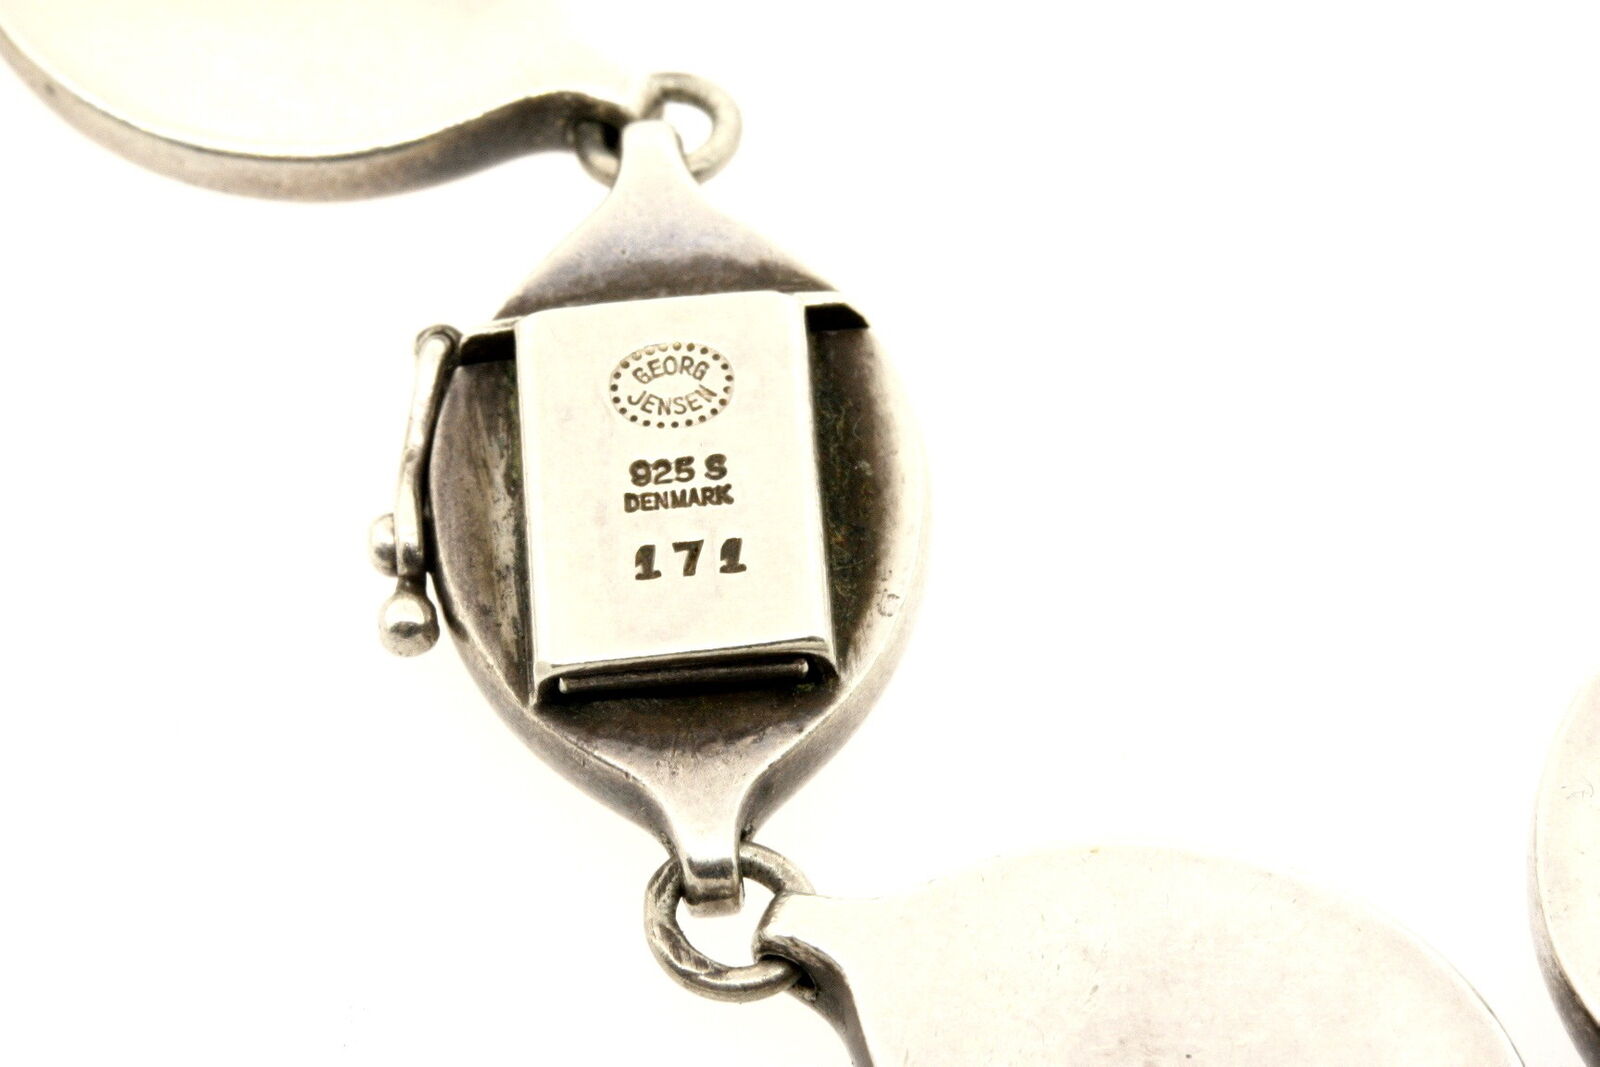 GEORG
JENSEN
925 S
DENMARK
171